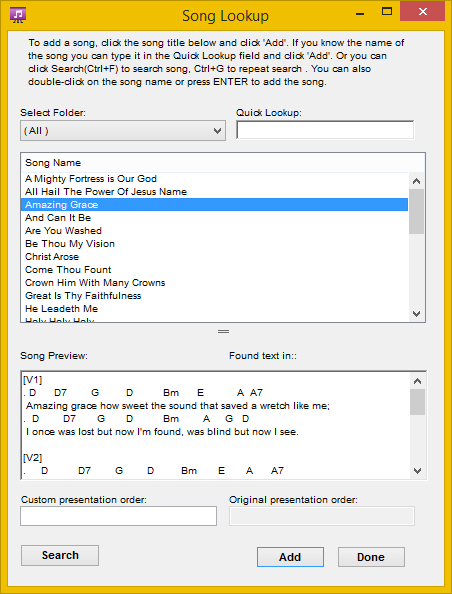 Song Lookup
To add a song, click the song title below and click 'Add'. If you know the name of
the song you can type it in the Quick Lookup field and click 'Add'. Or you can
click Search(Ctrl+F) to search song, Ctrl+G to repeat search . You can also
double-click on the song name or press ENTER to add the song.
Select Folder: Quick Lookup:
( All )
Song Name
A Mighty Fortress is Our God
All Hail The Power Of Jesus Name
Amazing Grace
And Can It Be
Are You Washed
Be Thou My Vision
Christ Arose
Come Thou Fount
Crown Him With Many Crowns
Great Is Thy Faithfulness
He Leadeth Me
Holy Holy Holy
Song Preview: Found text in::
[V1]
. D D7 G D Bm E A A7
Amazing grace how sweet the sound that saved a wretch like me;
. D D7 G D Bm A G D
I once was lost but now I'm found, was blind but now I see.
[V2]
. D D7 G D Bm E A A7
Custom presentation order: Original presentation order:
Search Add Done